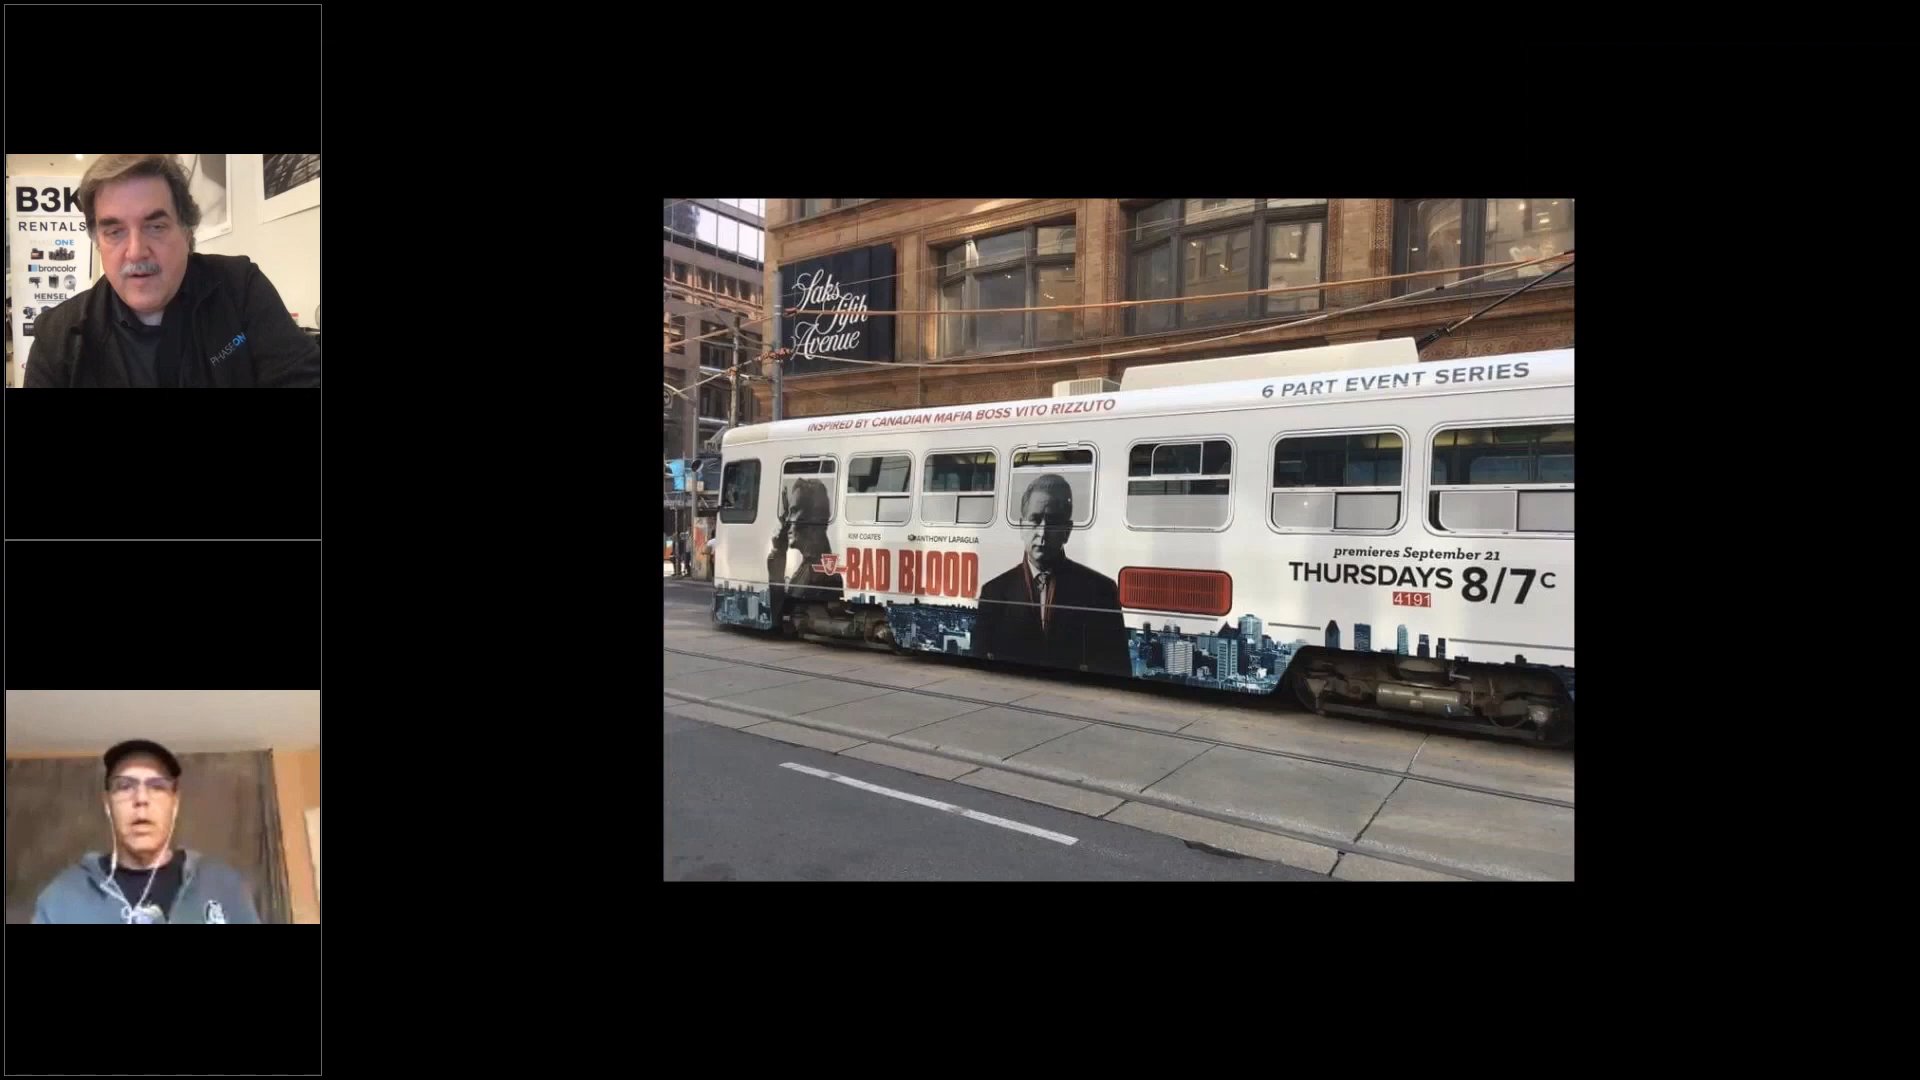 B3K
RENTALS
PHASEONE
broncolor
HENSEL
PHASEON
Saks
Fifth
Avenue
6 PART EVENT SERIES
INSPIRED BY CANADIAN MAFIA BOSS VITO RIZZUTO
KIM COATES
ANTHONY LAPAGLIA
BAD BLOOD
premieres September 21
THURSDAYS 8/7C
4191